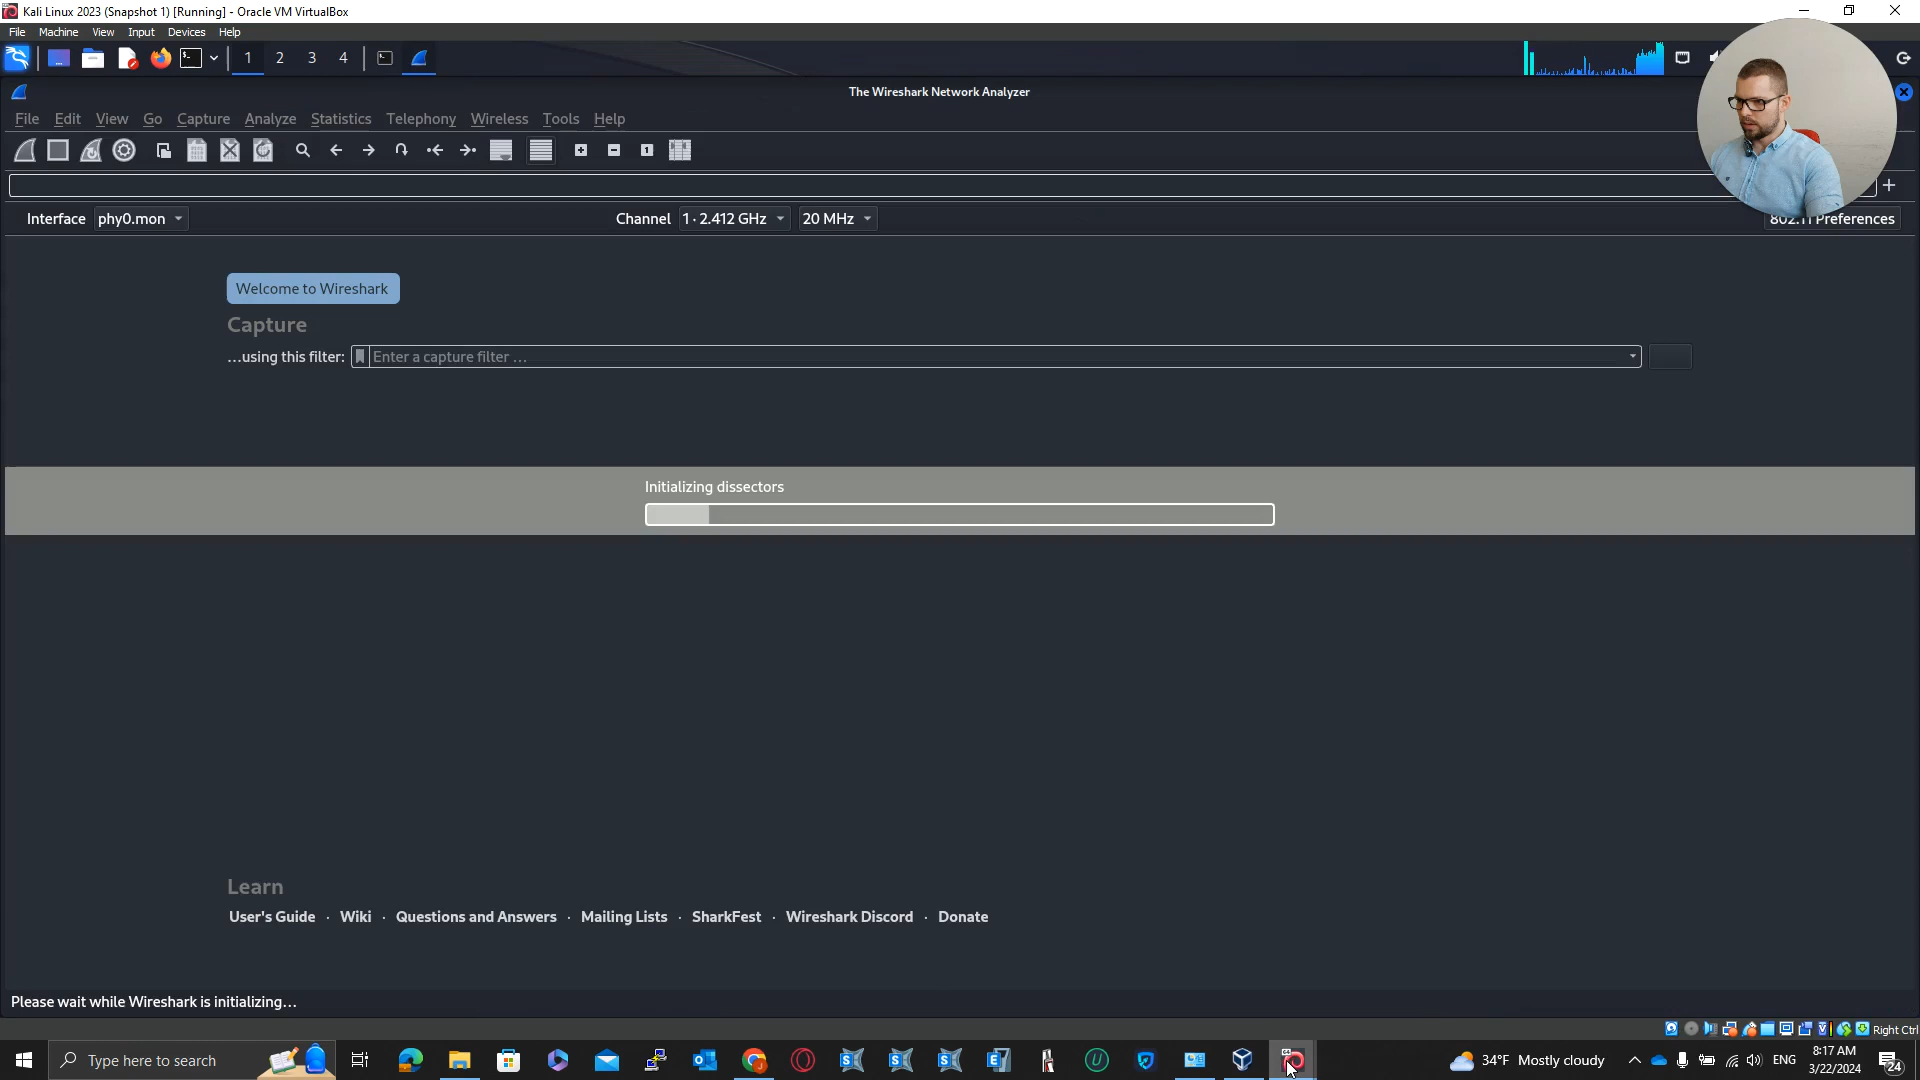 Kali Linux 2023 (Snapshot 1) [Running] - Oracle VM VirtualBox
File Machine View Input Devices Help
1 2 3 4
The Wireshark Network Analyzer
File Edit View Go Capture Analyze Statistics Telephony Wireless Tools Help
Interface phy0.mon Channel 1 · 2.412 GHz 20 MHz 802.11 Preferences
Welcome to Wireshark
Capture
...using this filter: Enter a capture filter ...
Initializing dissectors
Learn
User's Guide · Wiki · Questions and Answers · Mailing Lists · SharkFest · Wireshark Discord · Donate
Please wait while Wireshark is initializing...
Right Ctrl
Type here to search
34°F Mostly cloudy
ENG
8:17 AM
3/22/2024
24